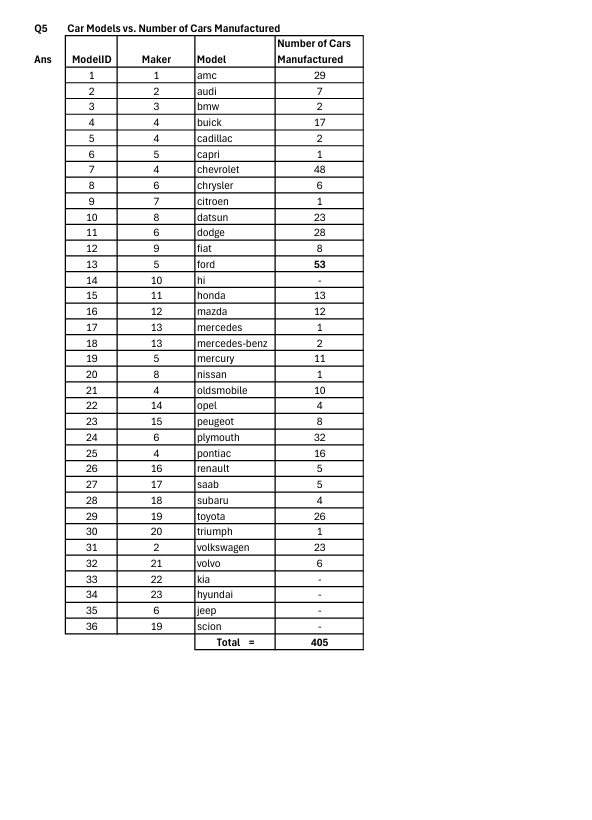 Q5 Car Models vs. Number of Cars Manufactured
Number of Cars
Ans ModelID Maker Model Manufactured
1 1 amc 29
2 2 audi 7
3 3 bmw 2
4 4 buick 17
5 4 cadillac 2
6 5 capri 1
7 4 chevrolet 48
8 6 chrysler 6
9 7 citroen 1
10 8 datsun 23
11 6 dodge 28
12 9 fiat 8
13 5 ford 53
14 10 hi -
15 11 honda 13
16 12 mazda 12
17 13 mercedes 1
18 13 mercedes-benz 2
19 5 mercury 11
20 8 nissan 1
21 4 oldsmobile 10
22 14 opel 4
23 15 peugeot 8
24 6 plymouth 32
25 4 pontiac 16
26 16 renault 5
27 17 saab 5
28 18 subaru 4
29 19 toyota 26
30 20 triumph 1
31 2 volkswagen 23
32 21 volvo 6
33 22 kia -
34 23 hyundai -
35 6 jeep -
36 19 scion -
Total = 405